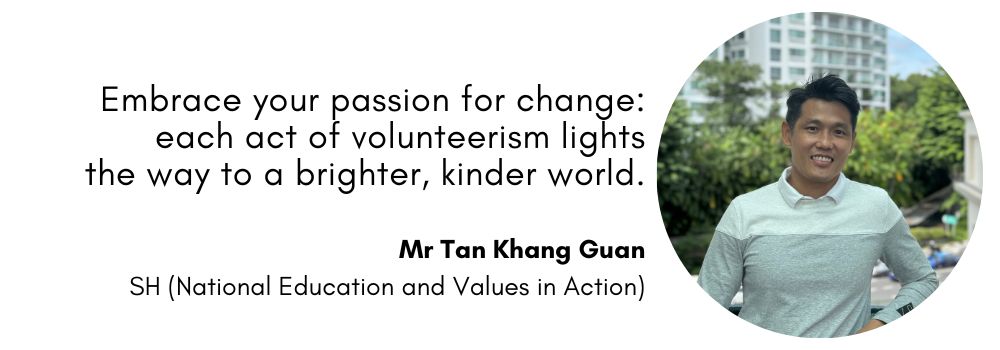 Embrace your passion for change:
each act of volunteerism lights
the way to a brighter, kinder world.
Mr Tan Khang Guan
SH (National Education and Values in Action)